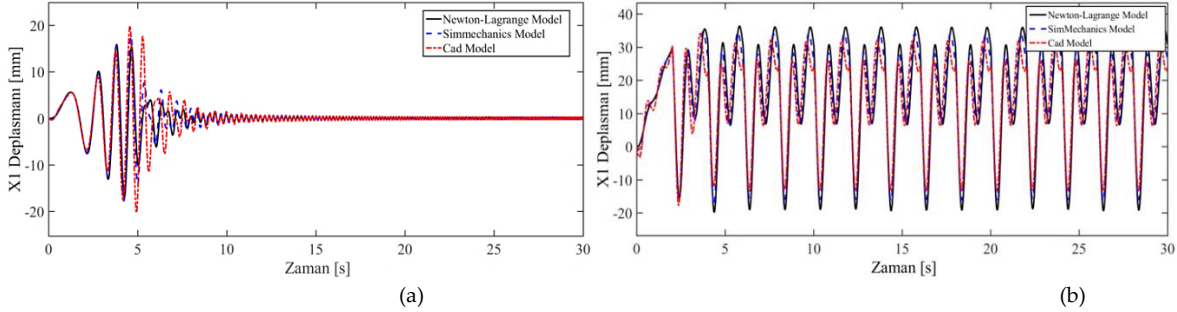 Newton-Lagrange Model
Simmechanics Model
Cad Model
X1 Deplasmanı [mm]
20
10
0
-10
-20
0
5
10
15
20
25
30
Zaman [s]
(a)
Newton-Lagrange Model
SimMechanics Model
Cad Model
X1 Deplasmaı [mm]
40
30
20
10
0
-10
-20
0
5
10
15
20
25
30
Zaman [s]
(b)